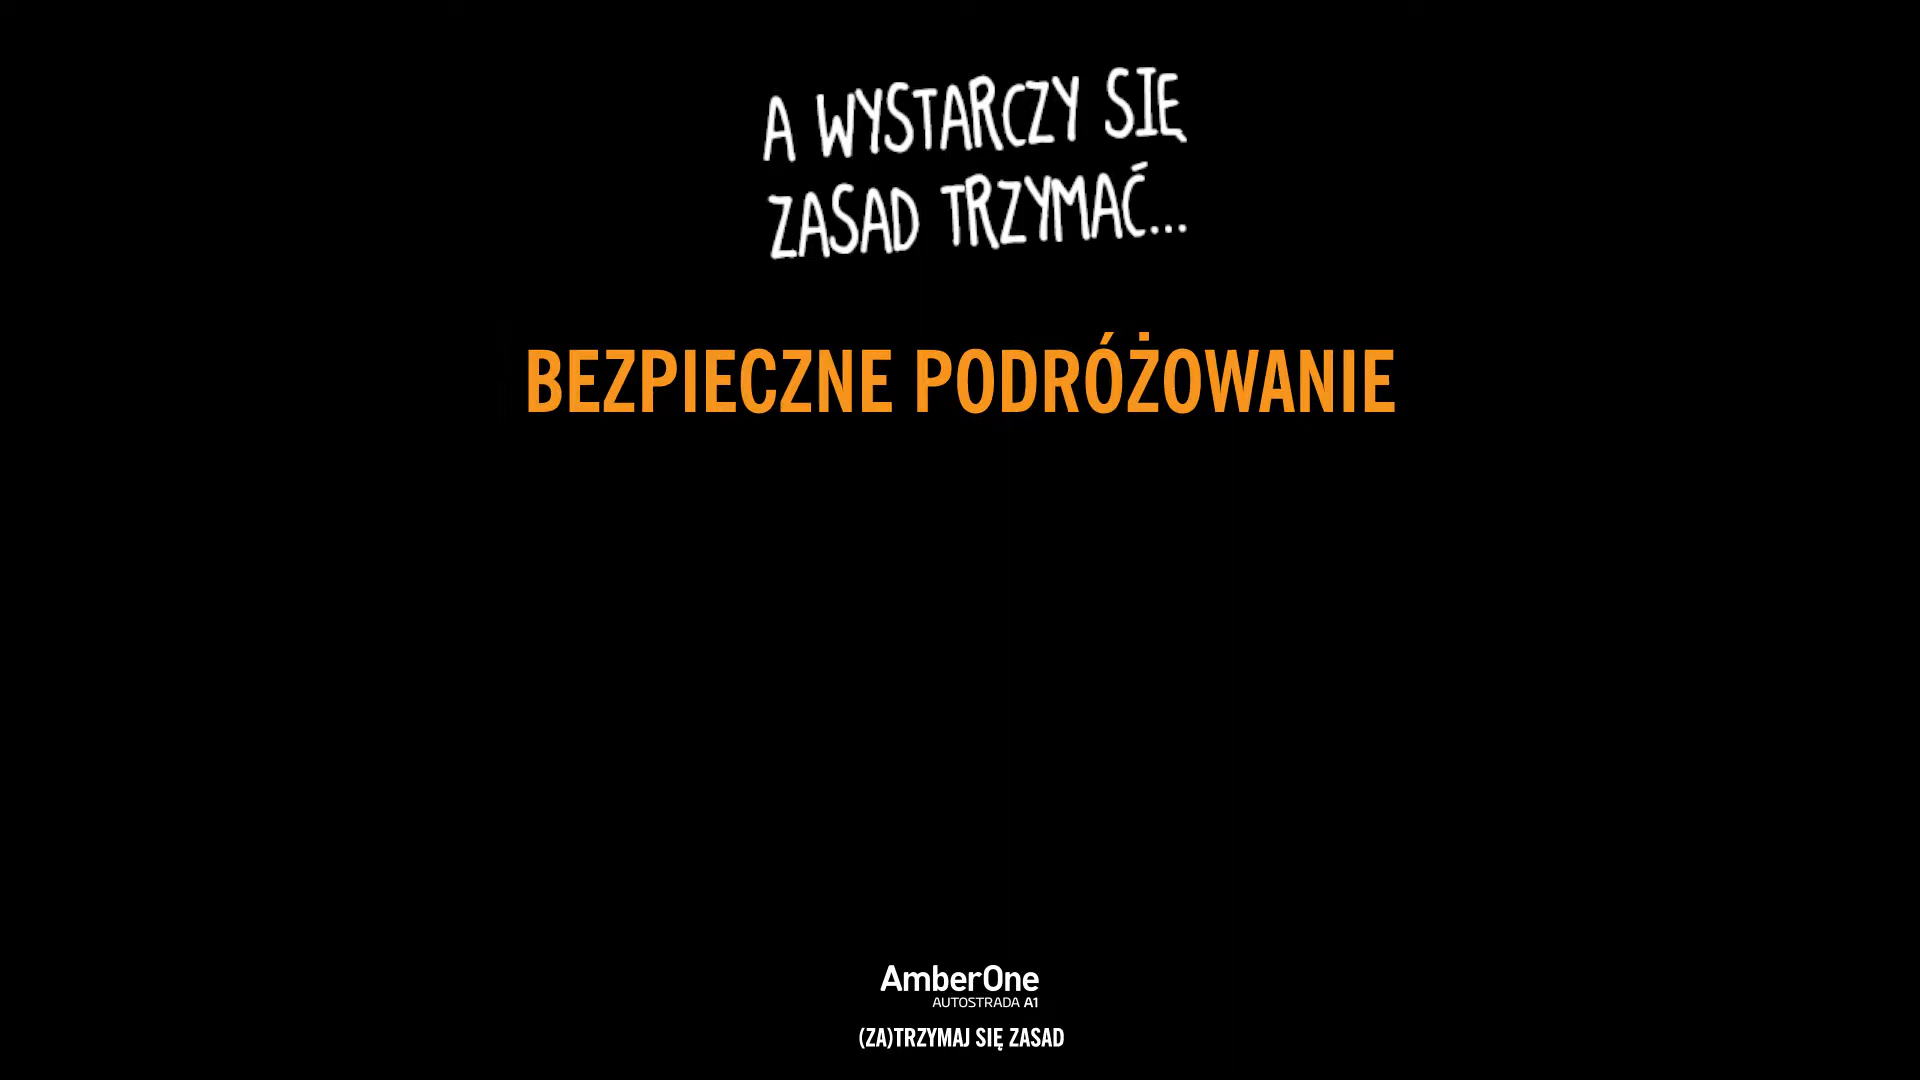 A WYSTARCZY SIĘ
ZASAD TRZYMAĆ...
BEZPIECZNE PODRÓŻOWANIE
AmberOne
AUTOSTRADA A1
(ZA)TRZYMAJ SIĘ ZASAD